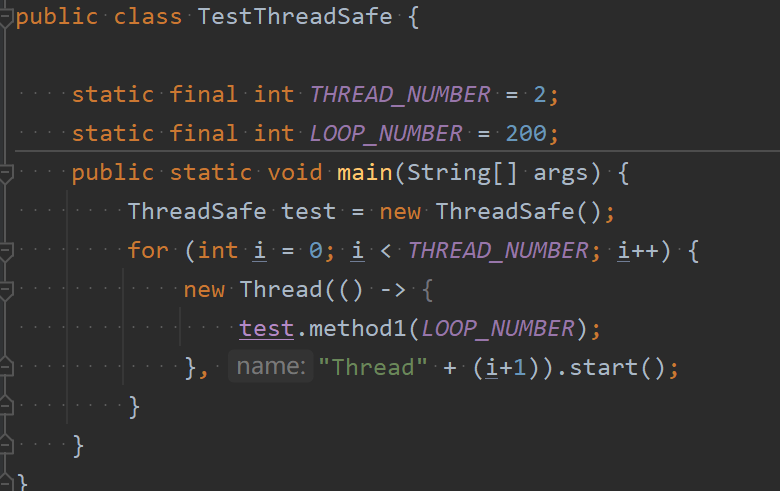 public class TestThreadSafe {
static final int THREAD_NUMBER = 2;
static final int LOOP_NUMBER = 200;
public static void main(String[] args) {
ThreadSafe test = new ThreadSafe();
for (int i = 0; i < THREAD_NUMBER; i++) {
new Thread(() -> {
test.method1(LOOP_NUMBER);
}, name: "Thread" + (i+1)).start();
}
}
}